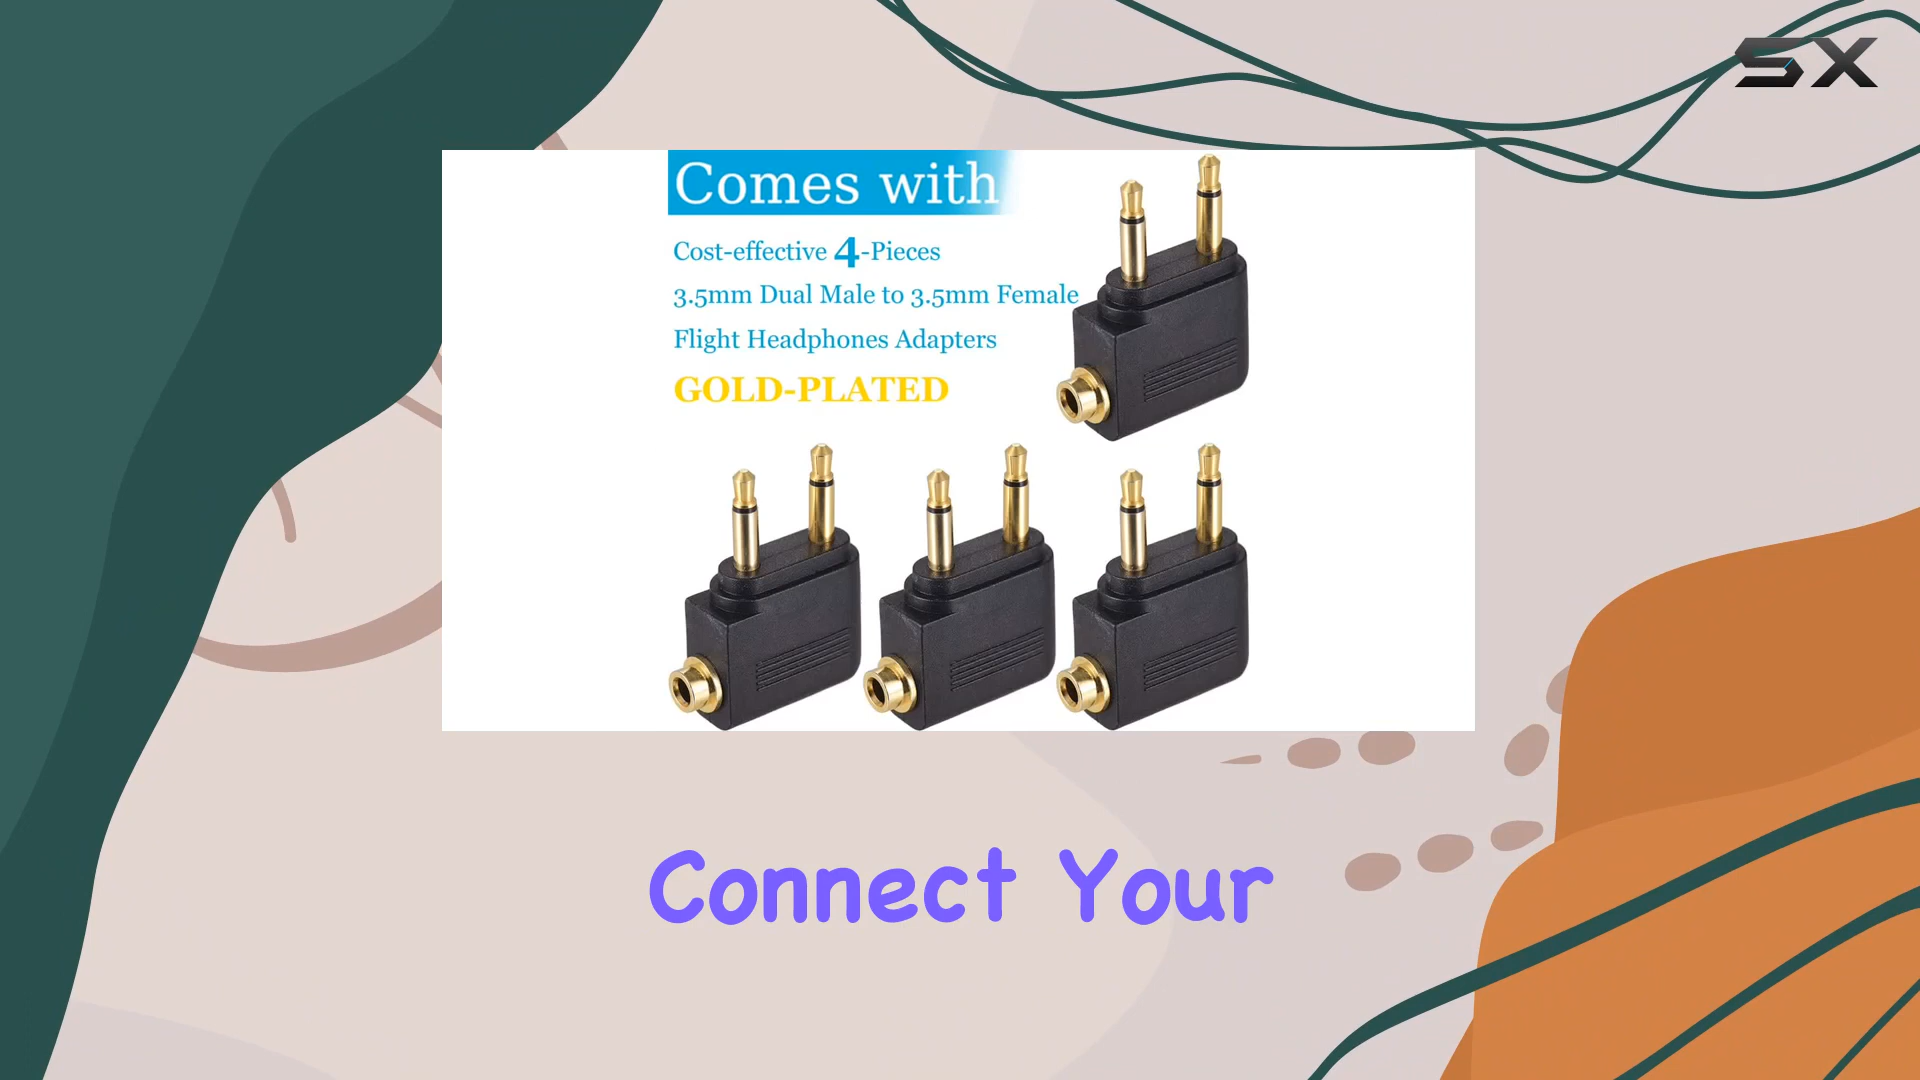 SX
Comes with
Cost-effective 4-Pieces
3.5mm Dual Male to 3.5mm Female
Flight Headphones Adapters
GOLD-PLATED
Connect Your